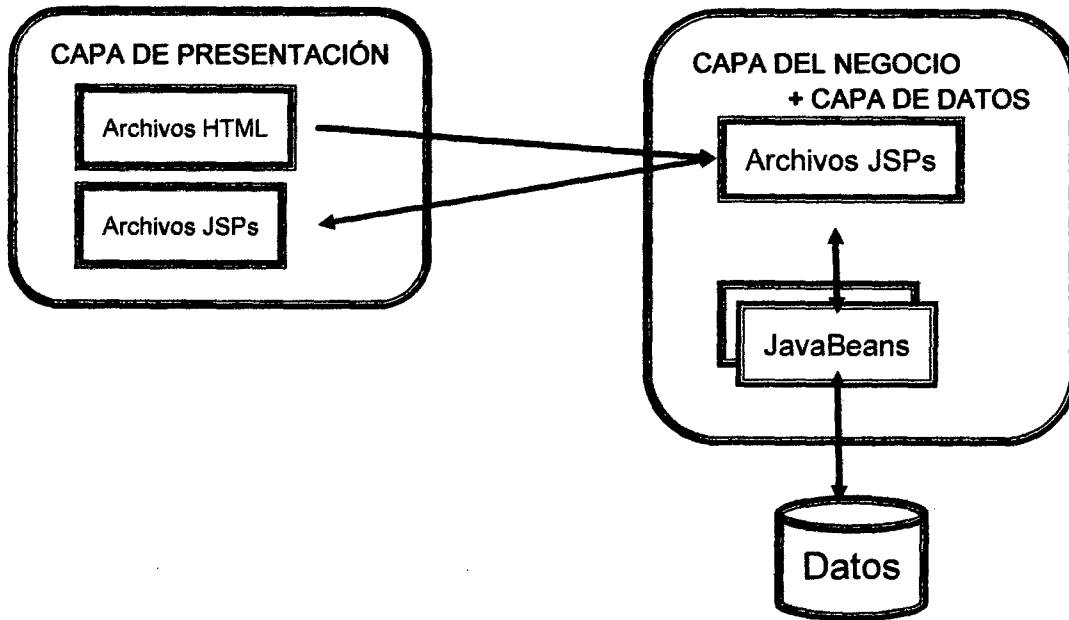 CAPA DE PRESENTACIÓN
Archivos HTML
Archivos JSPs
CAPA DEL NEGOCIO
+ CAPA DE DATOS
Archivos JSPs
JavaBeans
Datos